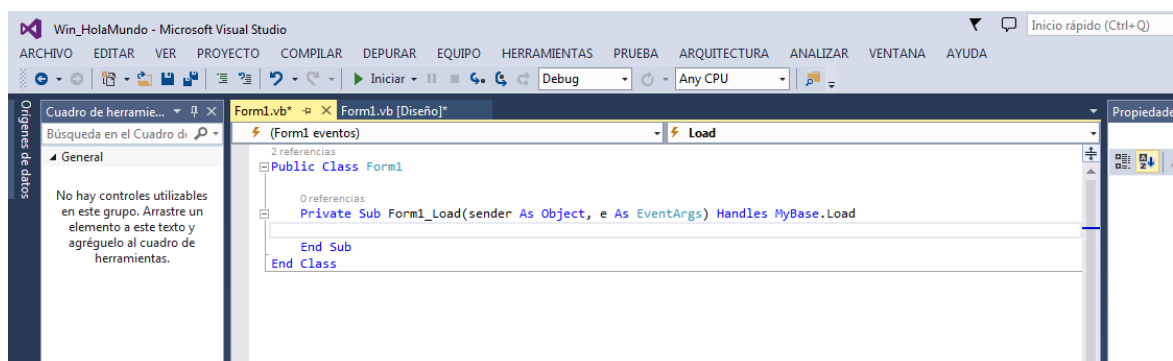 Win_HolaMundo - Microsoft Visual Studio
Inicio rápido (Ctrl+Q)
ARCHIVO EDITAR VER PROYECTO COMPILAR DEPURAR EQUIPO HERRAMIENTAS PRUEBA ARQUITECTURA ANALIZAR VENTANA AYUDA
Iniciar Debug Any CPU
Orígenes de datos
Cuadro de herramie...
Búsqueda en el Cuadro d
General
No hay controles utilizables
en este grupo. Arrastre un
elemento a este texto y
agréguelo al cuadro de
herramientas.
Form1.vb* Form1.vb [Diseño]*
(Form1 eventos) Load
2 referencias
Public Class Form1
0 referencias
Private Sub Form1_Load(sender As Object, e As EventArgs) Handles MyBase.Load
End Sub
End Class
Propiedade